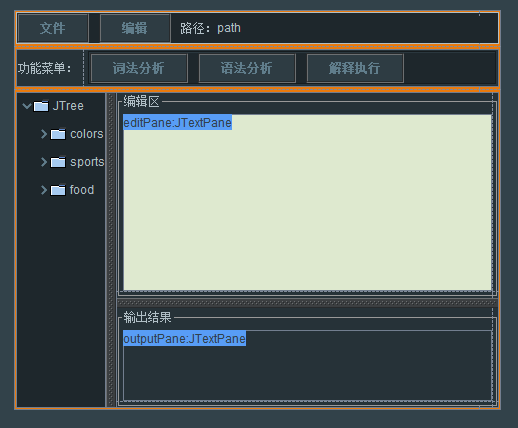 文件 编辑 路径：path
功能菜单： 词法分析 语法分析 解释执行
JTree
colors
sports
food
编辑区
editPane:JTextPane
输出结果
outputPane:JTextPane